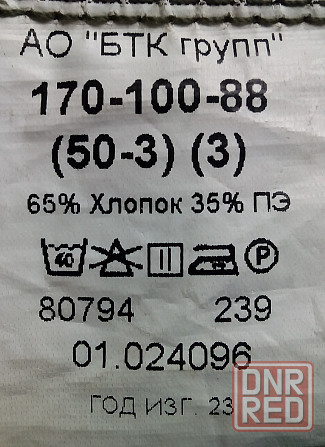 АО "БТК групп"
170-100-88
(50-3) (3)
65% Хлопок 35% ПЭ
40
P
80794 239
01.024096
ГОД ИЗГ. 23
DNR
RED